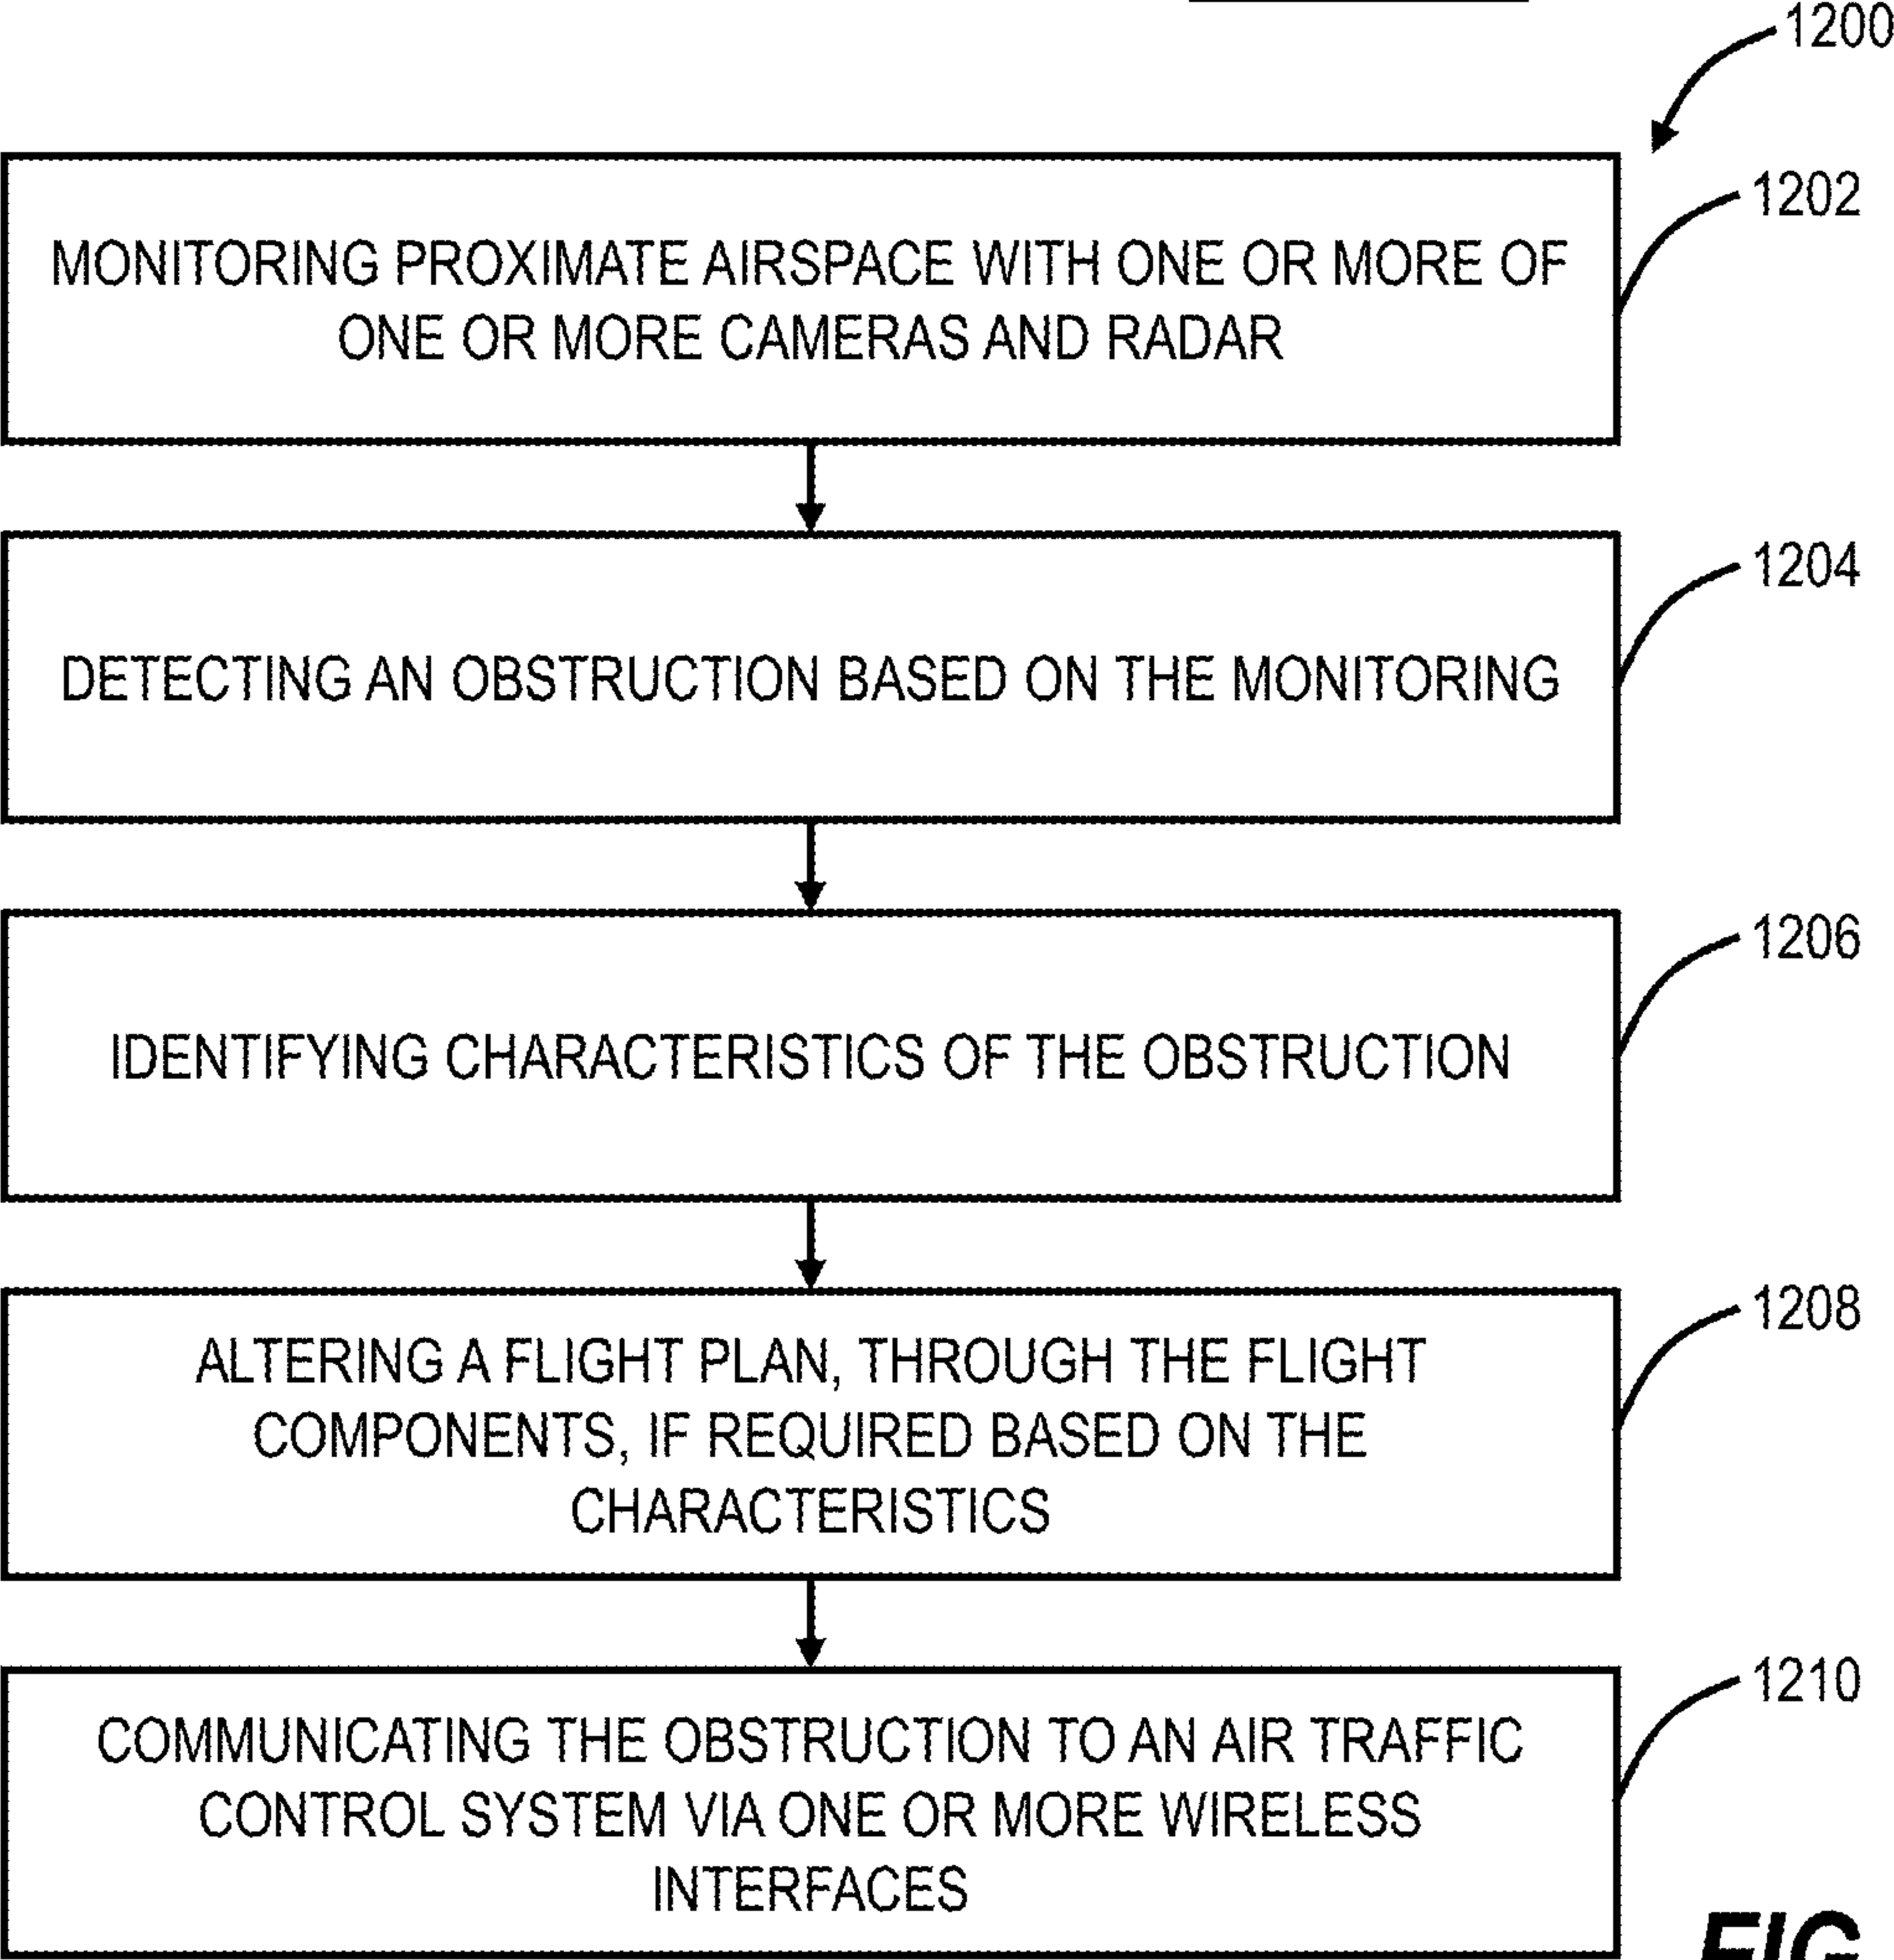 1200
1202
MONITORING PROXIMATE AIRSPACE WITH ONE OR MORE OF
ONE OR MORE CAMERAS AND RADAR
1204
DETECTING AN OBSTRUCTION BASED ON THE MONITORING
1206
IDENTIFYING CHARACTERISTICS OF THE OBSTRUCTION
1208
ALTERING A FLIGHT PLAN, THROUGH THE FLIGHT
COMPONENTS, IF REQUIRED BASED ON THE
CHARACTERISTICS
1210
COMMUNICATING THE OBSTRUCTION TO AN AIR TRAFFIC
CONTROL SYSTEM VIA ONE OR MORE WIRELESS
INTERFACES
FIG